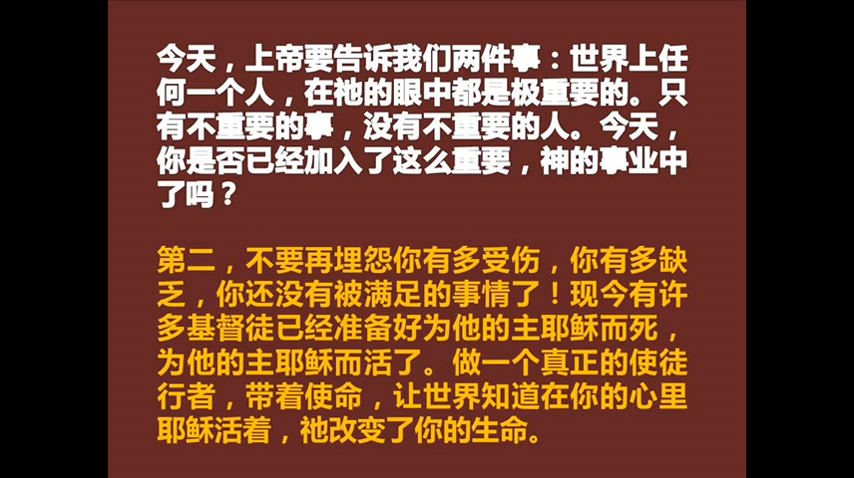 今天，上帝要告诉我们两件事：世界上任
何一个人，在祂的眼中都是极重要的。只
有不重要的事，没有不重要的人。今天，
你是否已经加入了这么重要，神的事业中
了吗？
第二，不要再埋怨你有多受伤，你有多缺
乏，你还没有被满足的事情了！现今有许
多基督徒已经准备好为他的主耶稣而死，
为他的主耶稣而活了。做一个真正的使徒
行者，带着使命，让世界知道在你的心里
耶稣活着，祂改变了你的生命。